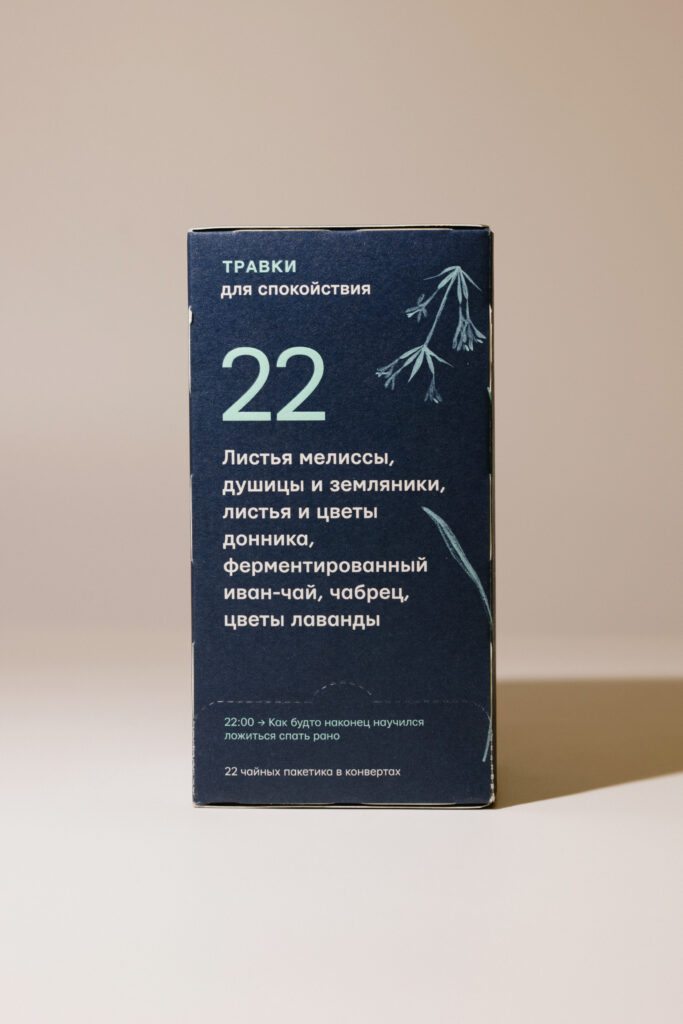 ТРАВКИ
для спокойствия
22
Листья мелиссы,
душицы и земляники,
листья и цветы
донника,
ферментированный
иван-чай, чабрец,
цветы лаванды
22:00 → Как будто наконец научился
ложиться спать рано
22 чайных пакетика в конвертах